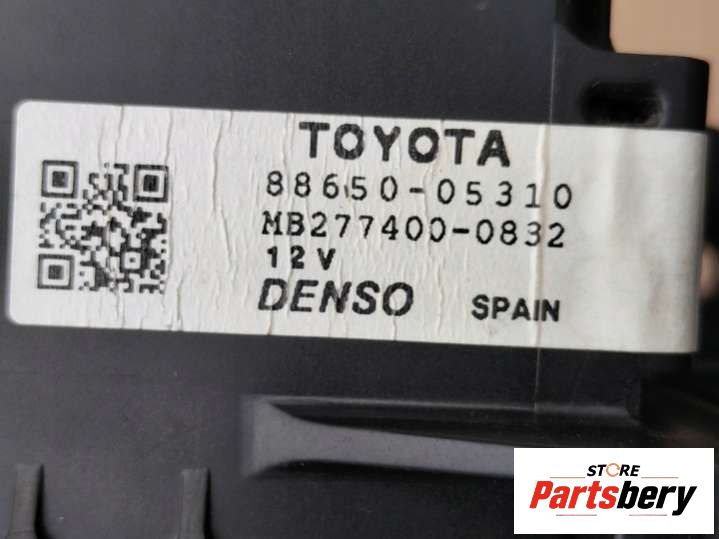 TOYOTA
88650-05310
MB277400-0832
12V
DENSO SPAIN
STORE
Partsbery